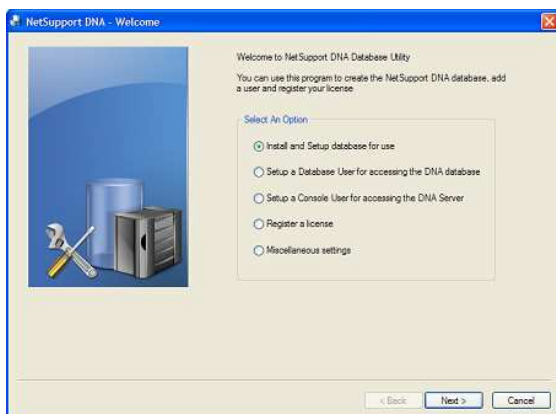 NetSupport DNA - Welcome
Welcome to NetSupport DNA Database Utility
You can use this program to create the NetSupport DNA database, add
a user and register your license
Select An Option
Install and Setup database for use
Setup a Database User for accessing the DNA database
Setup a Console User for accessing the DNA Server
Register a license
Miscellaneous settings
< Back
Next >
Cancel